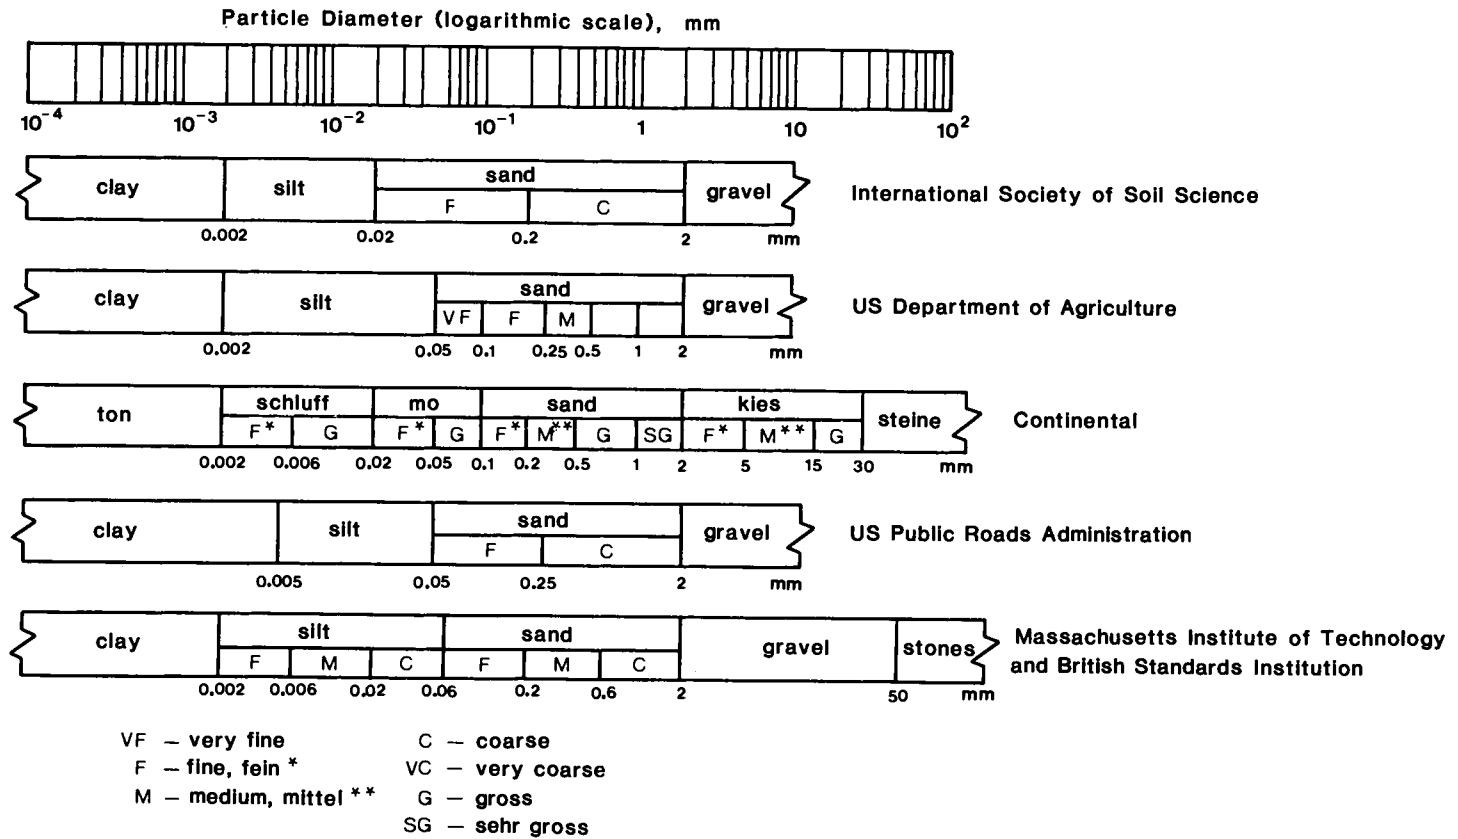 Particle Diameter (logarithmic scale), mm
10⁻⁴ 10⁻³ 10⁻² 10⁻¹ 1 10 10²
clay silt sand gravel
F C
International Society of Soil Science
0.002 0.02 0.2 2 mm
clay silt sand gravel
VF F M
US Department of Agriculture
0.002 0.05 0.1 0.25 0.5 1 2 mm
ton schluff mo sand kies steine
F* G F* G F* M** G SG F* M** G
Continental
0.002 0.006 0.02 0.05 0.1 0.2 0.5 1 2 5 15 30 mm
clay silt sand gravel
F C
US Public Roads Administration
0.005 0.05 0.25 2 mm
clay silt sand gravel stones
F M C F M C
Massachusetts Institute of Technology
and British Standards Institution
0.002 0.006 0.02 0.06 0.2 0.6 2 50 mm
VF – very fine
F – fine, fein *
M – medium, mittel **
C – coarse
VC – very coarse
G – gross
SG – sehr gross